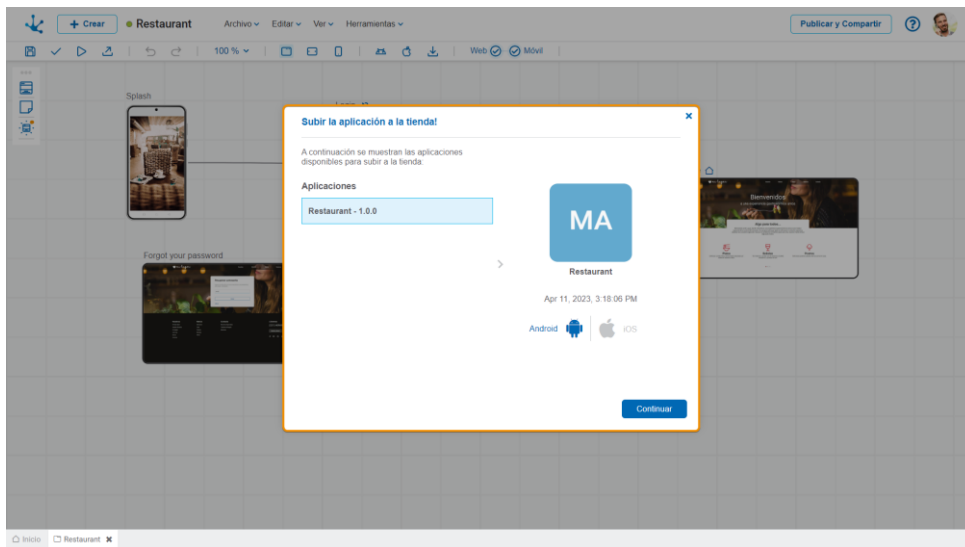 + Crear
Restaurant
Archivo
Editar
Ver
Herramientas
Publicar y Compartir
?
100 %
Web
Móvil
Splash
Subir la aplicación a la tienda!
A continuación se muestran las aplicaciones
disponibles para subir a la tienda:
Aplicaciones
Restaurant - 1.0.0
MA
Restaurant
Apr 11, 2023, 3:18:06 PM
Android
iOS
Continuar
Bienvenidos
Forgot your password
Inicio
Restaurant